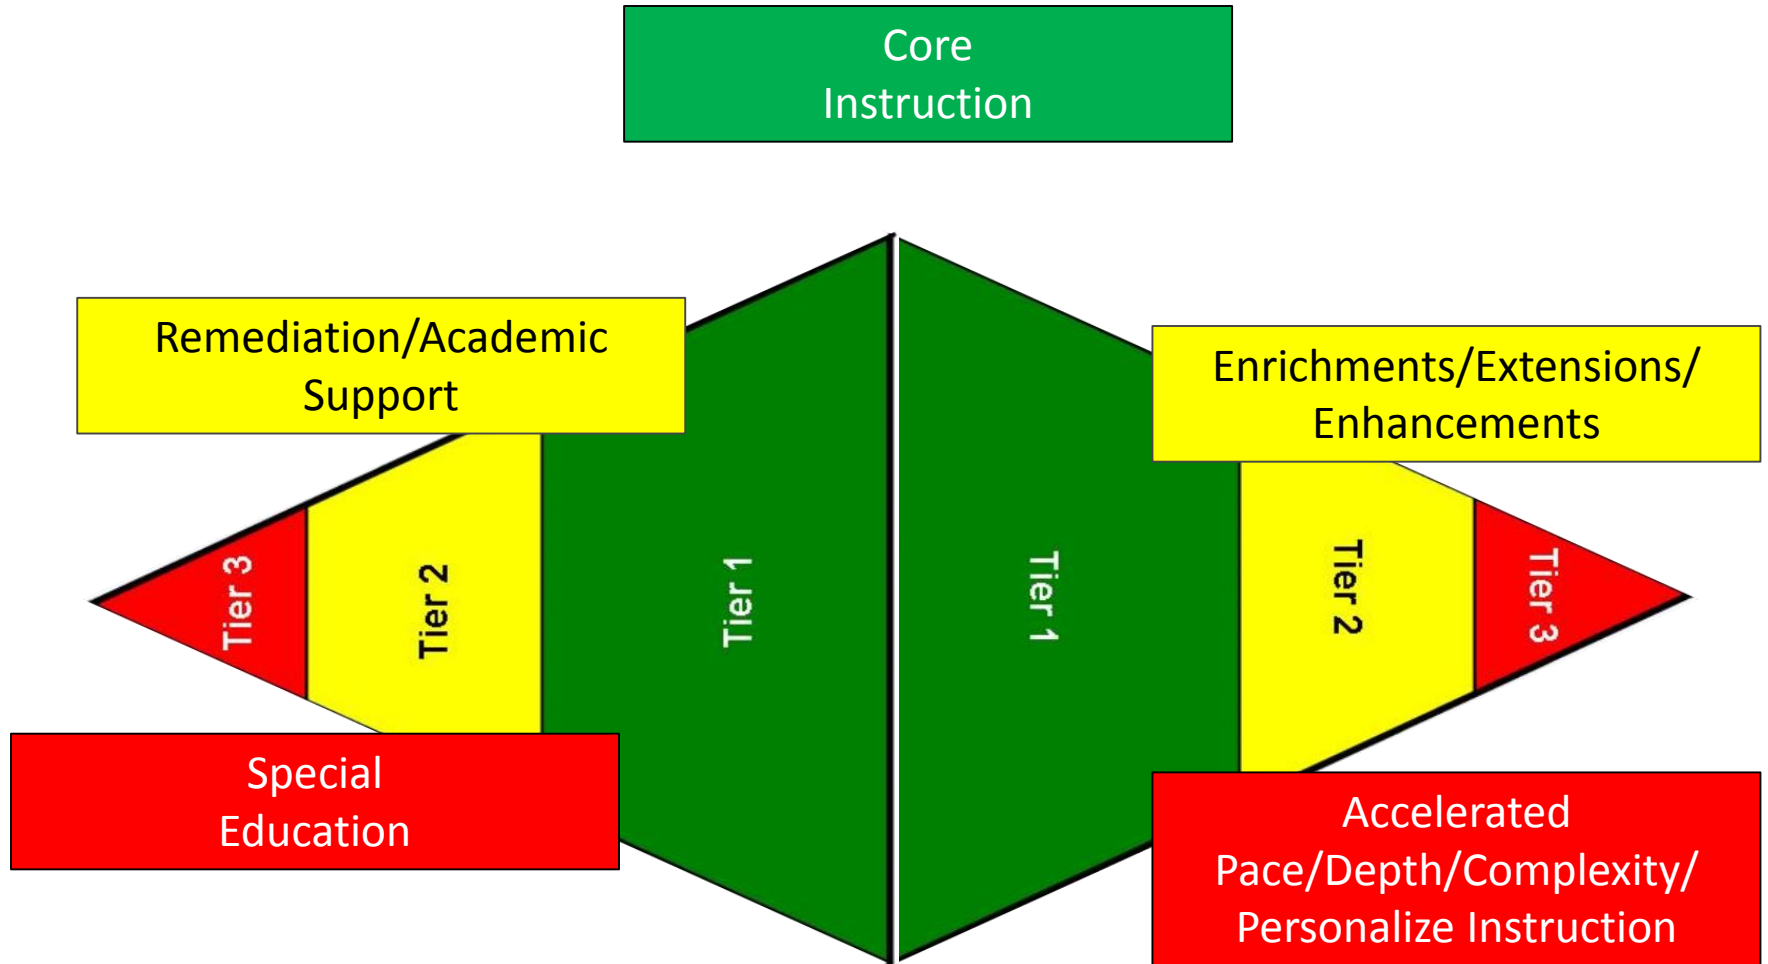 Core
Instruction
Remediation/Academic
Support
Enrichments/Extensions/
Enhancements
Tier 3
Tier 2
Tier 1
Tier 1
Tier 2
Tier 3
Special
Education
Accelerated
Pace/Depth/Complexity/
Personalize Instruction